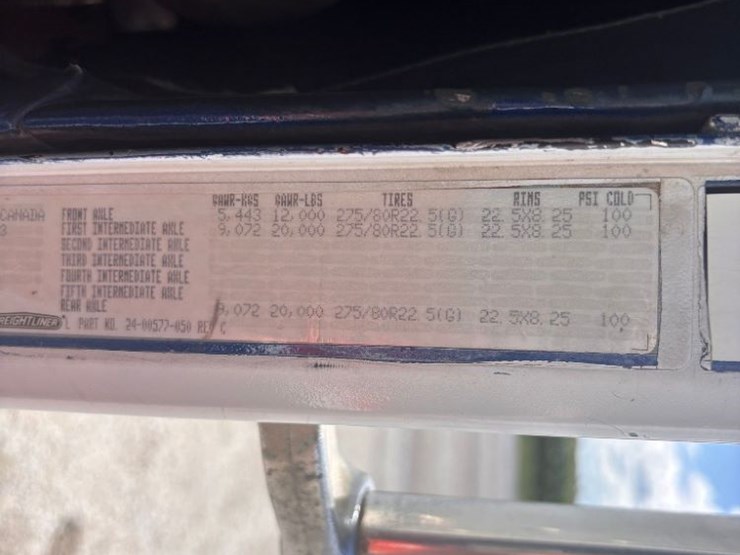 GAWR-KGS GAWR-LBS TIRES RIMS PSI COLD
CANADA FRONT AXLE 5,443 12,000 275/80R22.5(G) 22.5X8.25 100
FIRST INTERMEDIATE AXLE 9,072 20,000 275/80R22.5(G) 22.5X8.25 100
SECOND INTERMEDIATE AXLE
THIRD INTERMEDIATE AXLE
FOURTH INTERMEDIATE AXLE
FIFTH INTERMEDIATE AXLE
REAR AXLE 9,072 20,000 275/80R22.5(G) 22.5X8.25 100
FREIGHTLINER PART NO. 24-00577-050 REV C